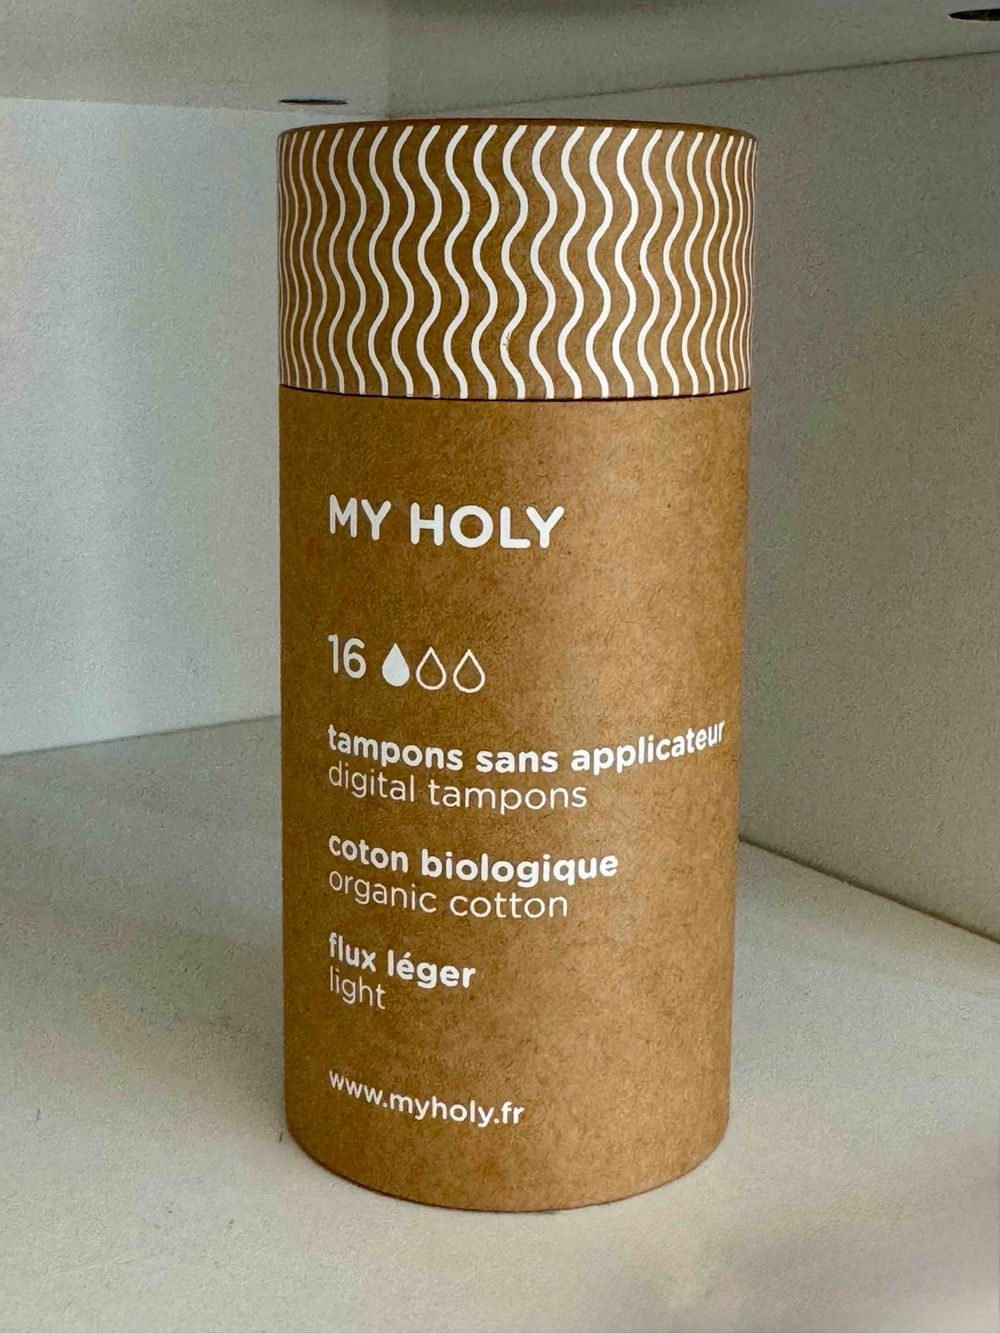 MY HOLY
16
tampons sans applicateur
digital tampons
coton biologique
organic cotton
flux léger
light
www.myholy.fr